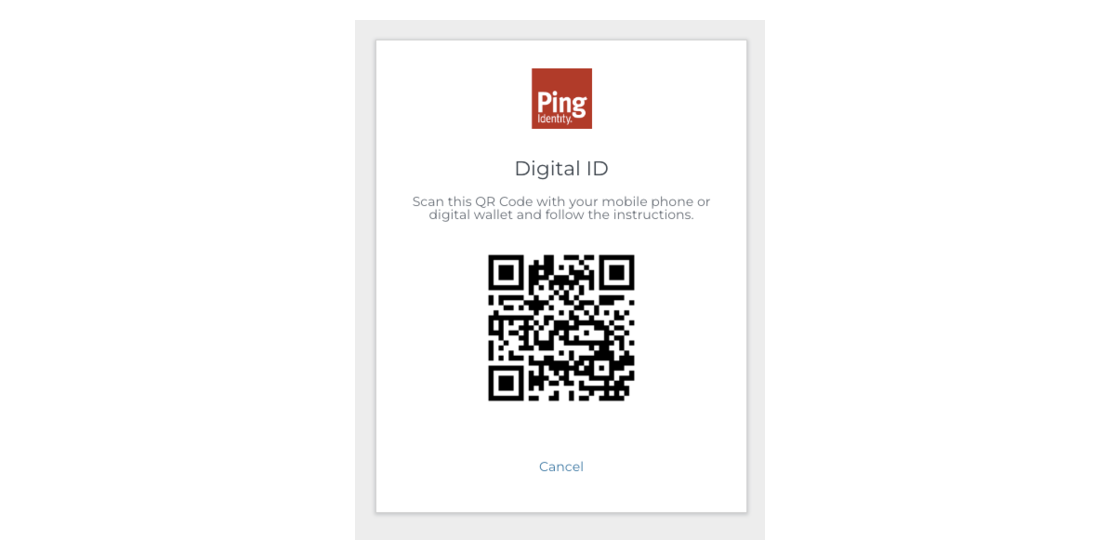 Ping
Identity.
Digital ID
Scan this QR Code with your mobile phone or
digital wallet and follow the instructions.
Cancel